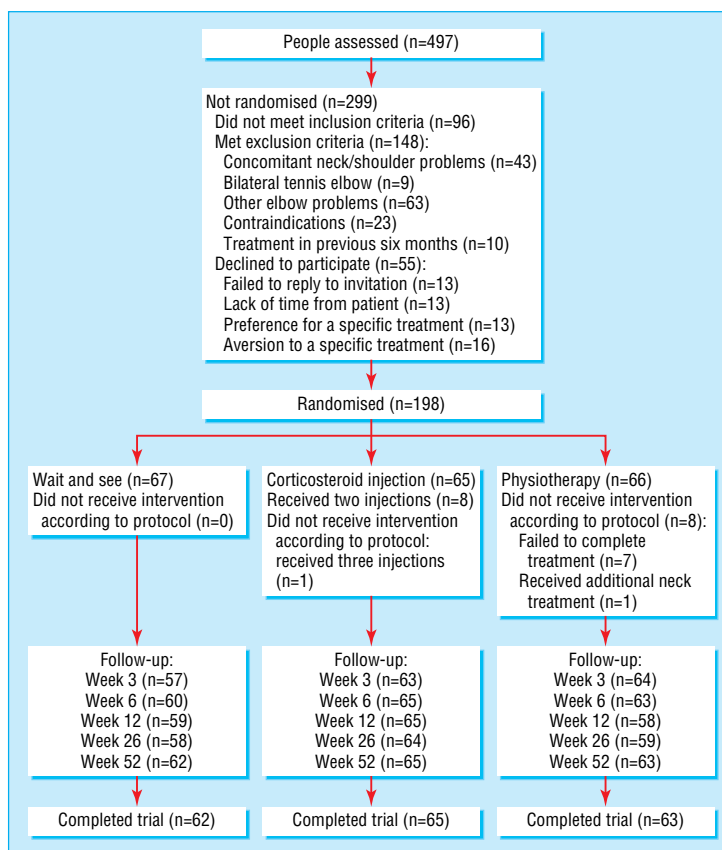 People assessed (n=497)
Not randomised (n=299)
Did not meet inclusion criteria (n=96)
Met exclusion criteria (n=148):
Concomitant neck/shoulder problems (n=43)
Bilateral tennis elbow (n=9)
Other elbow problems (n=63)
Contraindications (n=23)
Treatment in previous six months (n=10)
Declined to participate (n=55):
Failed to reply to invitation (n=13)
Lack of time from patient (n=13)
Preference for a specific treatment (n=13)
Aversion to a specific treatment (n=16)
Randomised (n=198)
Wait and see (n=67)
Did not receive intervention
according to protocol (n=0)
Corticosteroid injection (n=65)
Received two injections (n=8)
Did not receive intervention
according to protocol:
received three injections
(n=1)
Physiotherapy (n=66)
Did not receive intervention
according to protocol (n=8):
Failed to complete
treatment (n=7)
Received additional neck
treatment (n=1)
Follow-up:
Week 3 (n=57)
Week 6 (n=60)
Week 12 (n=59)
Week 26 (n=58)
Week 52 (n=62)
Follow-up:
Week 3 (n=63)
Week 6 (n=65)
Week 12 (n=65)
Week 26 (n=64)
Week 52 (n=65)
Follow-up:
Week 3 (n=64)
Week 6 (n=63)
Week 12 (n=58)
Week 26 (n=59)
Week 52 (n=63)
Completed trial (n=62)
Completed trial (n=65)
Completed trial (n=63)